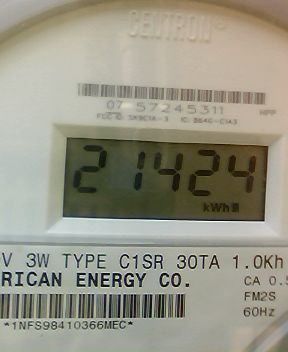 CENTRON
07 57245311
HPP
21424
kWh
V 3W TYPE C1SR 30TA 1.0Kh
RICAN ENERGY CO.
CA 0.5
FM2S
60Hz
*1NFS98410366MEC*